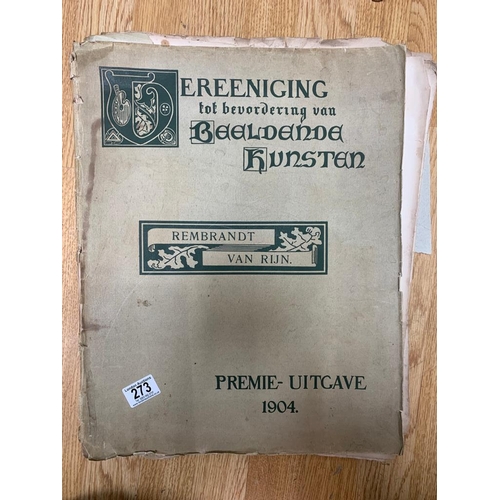 VEREENIGING
tot bevordering van
BEELDENDE
KUNSTEN
REMBRANDT
VAN RIJN.
PREMIE- UITGAVE
1904.
273